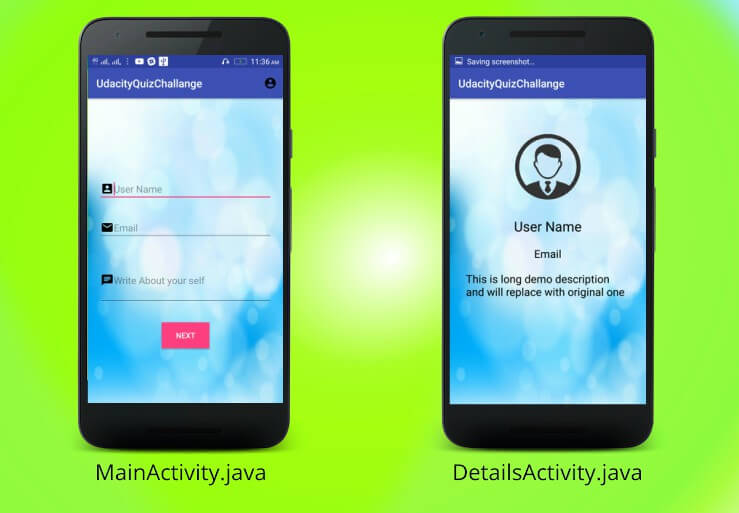 11:36 AM
UdacityQuizChallange
User Name
Email
Write About your self
NEXT
MainActivity.java
Saving screenshot...
UdacityQuizChallange
User Name
Email
This is long demo description
and will replace with original one
DetailsActivity.java